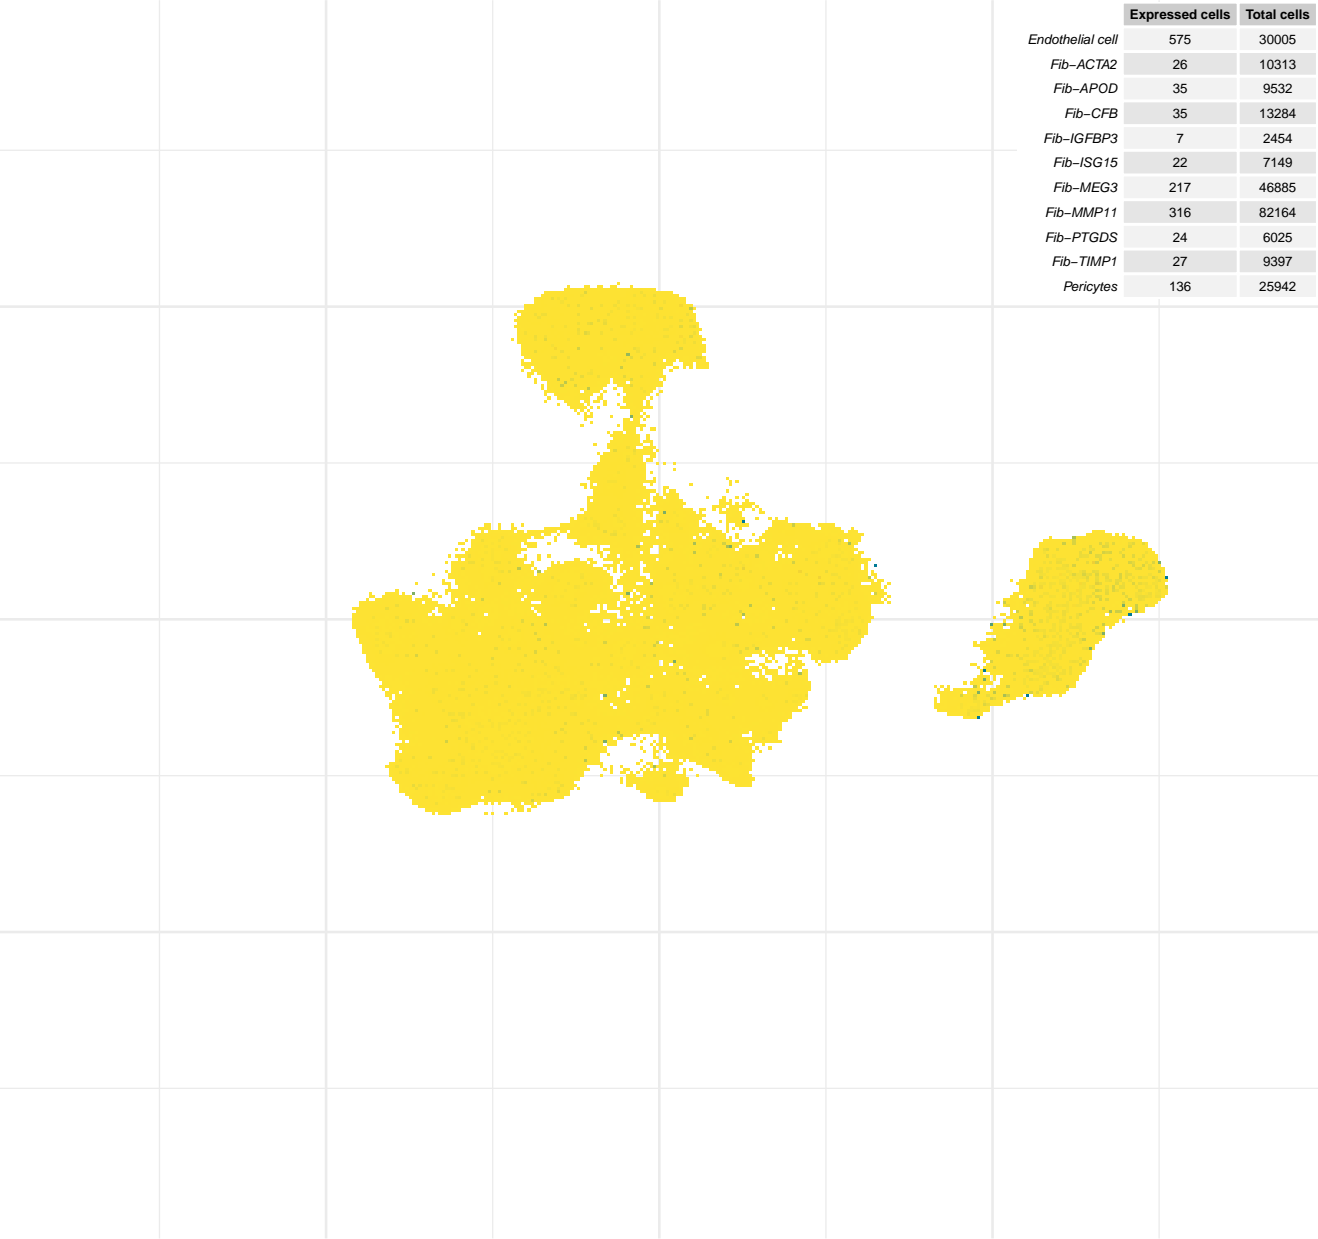 Expressed cells Total cells
Endothelial cell 575 30005
Fib−ACTA2 26 10313
Fib−APOD 35 9532
Fib−CFB 35 13284
Fib−IGFBP3 7 2454
Fib−ISG15 22 7149
Fib−MEG3 217 46885
Fib−MMP11 316 82164
Fib−PTGDS 24 6025
Fib−TIMP1 27 9397
Pericytes 136 25942